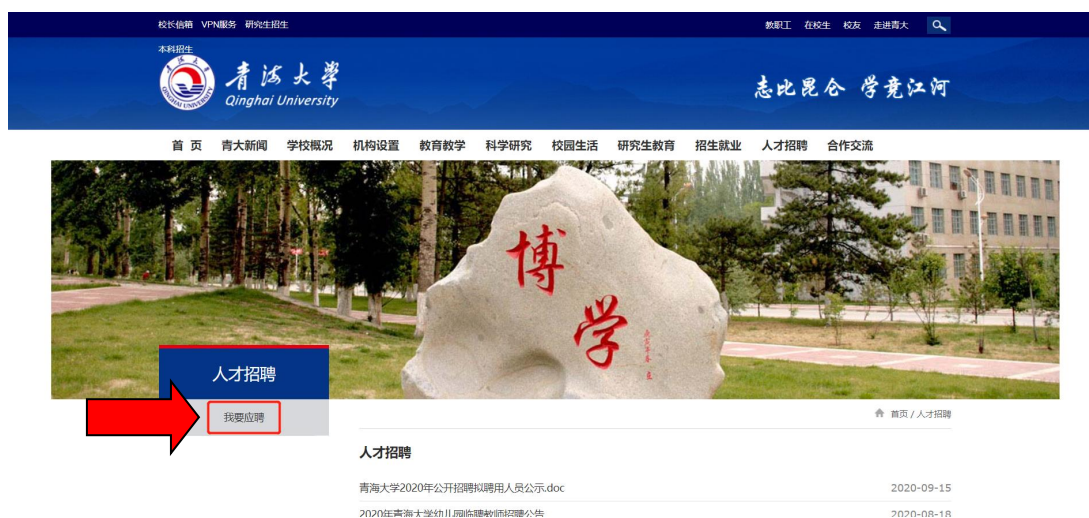 校长信箱 VPN服务 研究生招生 教职工 在校生 校友 走进青大
本科招生
青海大学
Qinghai University
志比昆仑 学竞江河
首 页 青大新闻 学校概况 机构设置 教育教学 科学研究 校园生活 研究生教育 招生就业 人才招聘 合作交流
博
学
人才招聘
我要应聘
首页 / 人才招聘
人才招聘
青海大学2020年公开招聘拟聘用人员公示.doc 2020-09-15
2020年青海大学幼儿园临聘教师招聘公告 2020-08-18